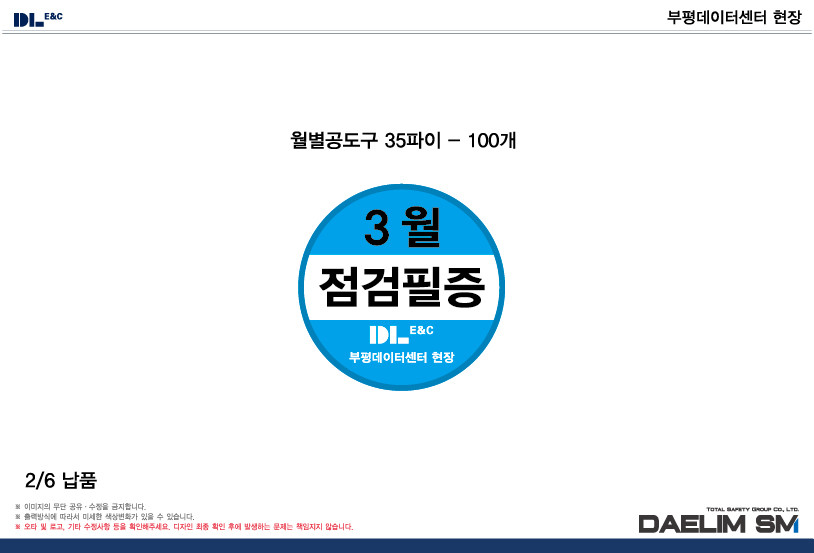 DL E&C
부평데이터센터 현장
월별공도구 35파이 - 100개
3 월
점검필증
DL E&C
부평데이터센터 현장
2/6 납품
※ 이미지의 무단 공유·수정을 금지합니다.
※ 출력방식에 따라서 미세한 색상변화가 있을 수 있습니다.
※ 오타 및 로고, 기타 수정사항 등을 확인해주세요. 디자인 최종 확인 후에 발생하는 문제는 책임지지 않습니다.
TOTAL SAFETY GROUP CO., LTD.
DAELIM SM